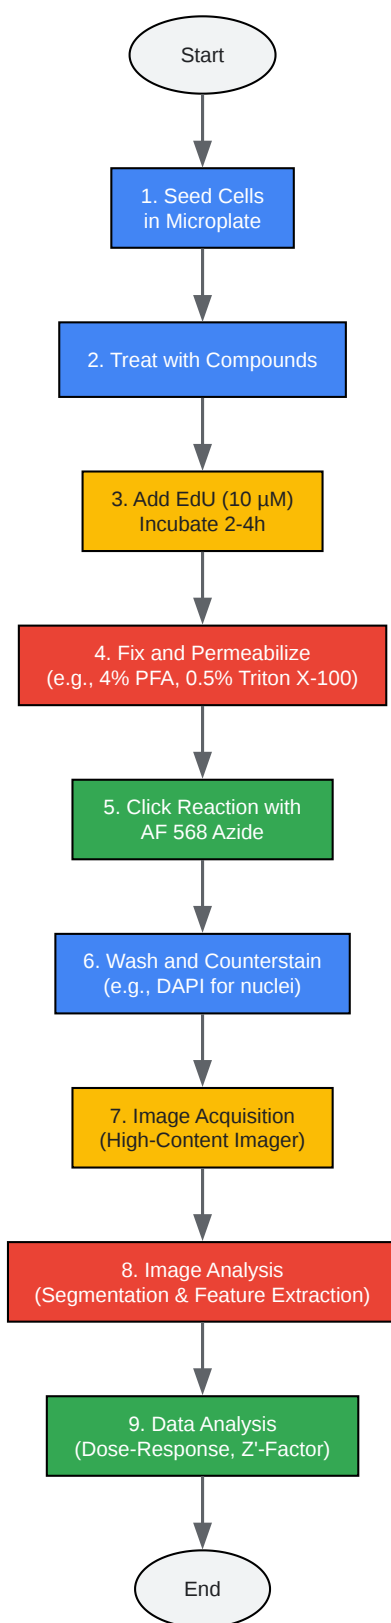 Start
1. Seed Cells
in Microplate
2. Treat with Compounds
3. Add EdU (10 µM)
Incubate 2-4h
4. Fix and Permeabilize
(e.g., 4% PFA, 0.5% Triton X-100)
5. Click Reaction with
AF 568 Azide
6. Wash and Counterstain
(e.g., DAPI for nuclei)
7. Image Acquisition
(High-Content Imager)
8. Image Analysis
(Segmentation & Feature Extraction)
9. Data Analysis
(Dose-Response, Z'-Factor)
End